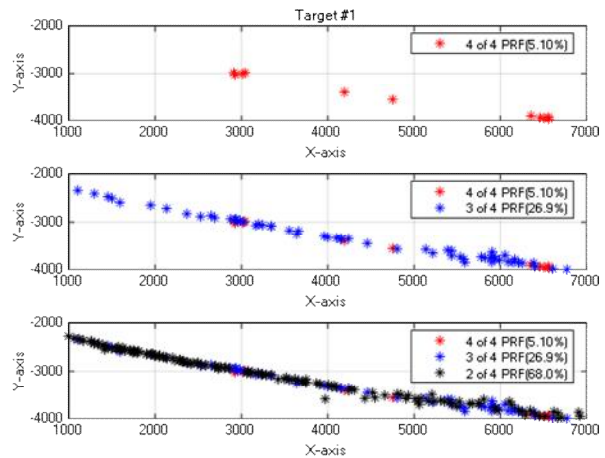 Target #1
-2000
4 of 4 PRF(5.10%)
Y-axis
-3000
-4000
1000 2000 3000 4000 5000 6000 7000
X-axis
-2000
4 of 4 PRF(5.10%)
3 of 4 PRF(26.9%)
Y-axis
-3000
-4000
1000 2000 3000 4000 5000 6000 7000
X-axis
-2000
4 of 4 PRF(5.10%)
3 of 4 PRF(26.9%)
2 of 4 PRF(68.0%)
Y-axis
-3000
-4000
1000 2000 3000 4000 5000 6000 7000
X-axis